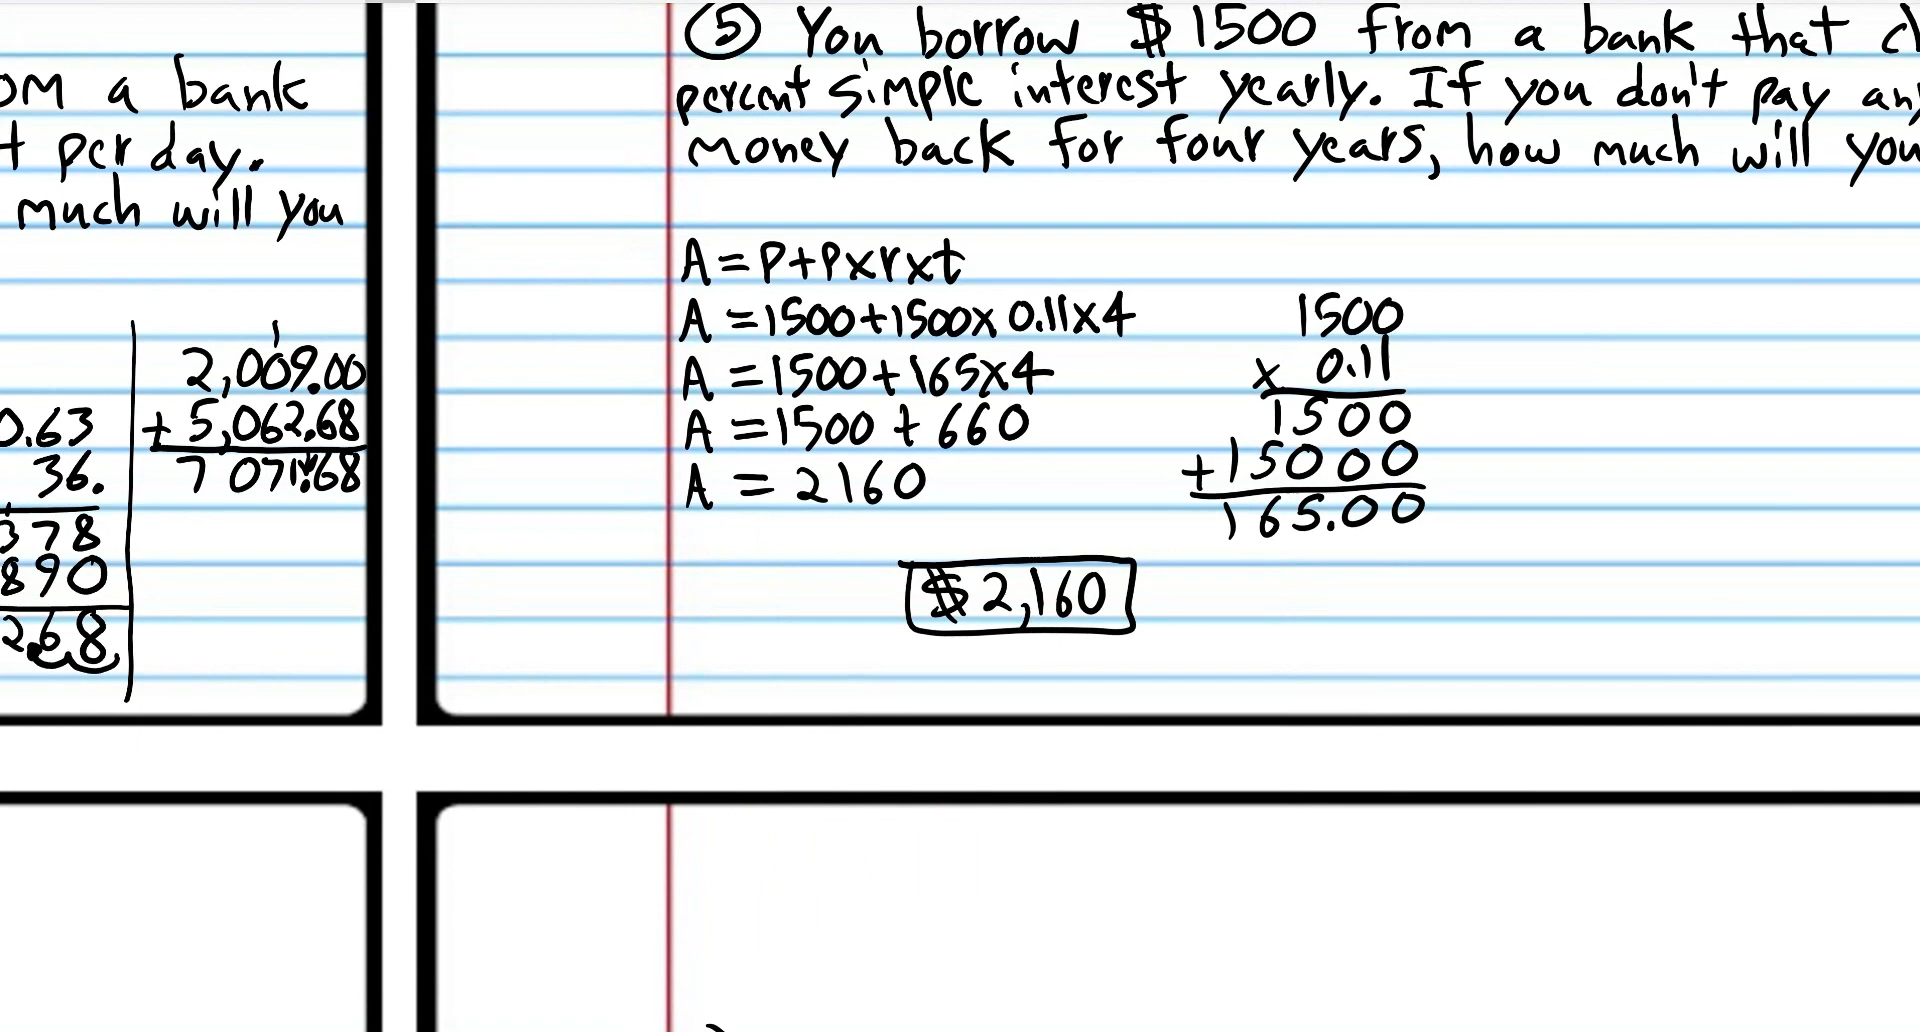 om a bank
t per day.
much will you
1
2,009.00
+ 5,062.68
7 071.68
0.63
36.
378
890
268
⑤ You borrow $1500 from a bank that
percent simple interest yearly. If you don't pay
money back for four years, how much will you
A = P+P×r×t
A = 1500+1500× 0.11×4
A = 1500+165×4
A = 1500 + 660
A = 2160
$2,160
1500
× 0.11
1500
+15000
165.00